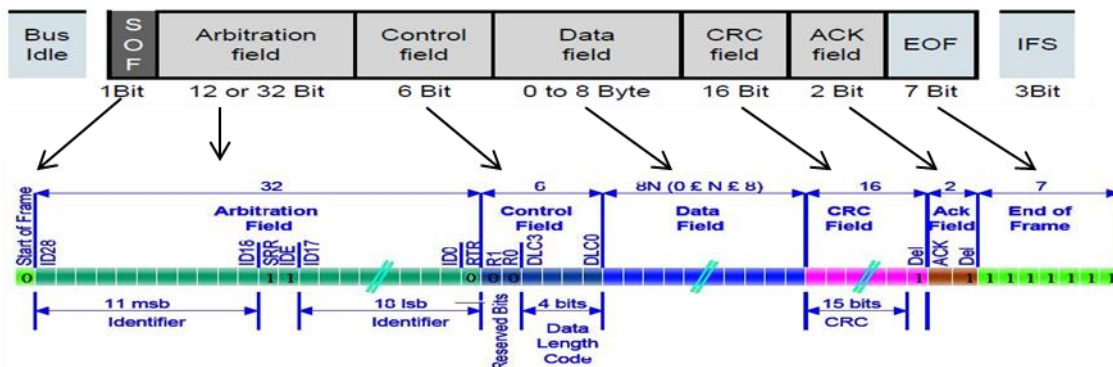 Bus Idle
SOF
Arbitration field
Control field
Data field
CRC field
ACK field
EOF
IFS
1Bit
12 or 32 Bit
6 Bit
0 to 8 Byte
16 Bit
2 Bit
7 Bit
3Bit
32
6
8N (0 £ N £ 8)
16
2
7
Start of Frame
Arbitration Field
Control Field
Data Field
CRC Field
Ack Field
End of Frame
ID28
ID18
SRR
IDE
ID17
ID0
RTR
R1
R0
DLC3
DLC0
Del
ACK
Del
0
1 1
0 0 0
1
1 1 1 1 1 1 1 1
11 msb
Identifier
18 lsb
Identifier
Reserved Bits
4 bits
Data Length Code
15 bits
CRC